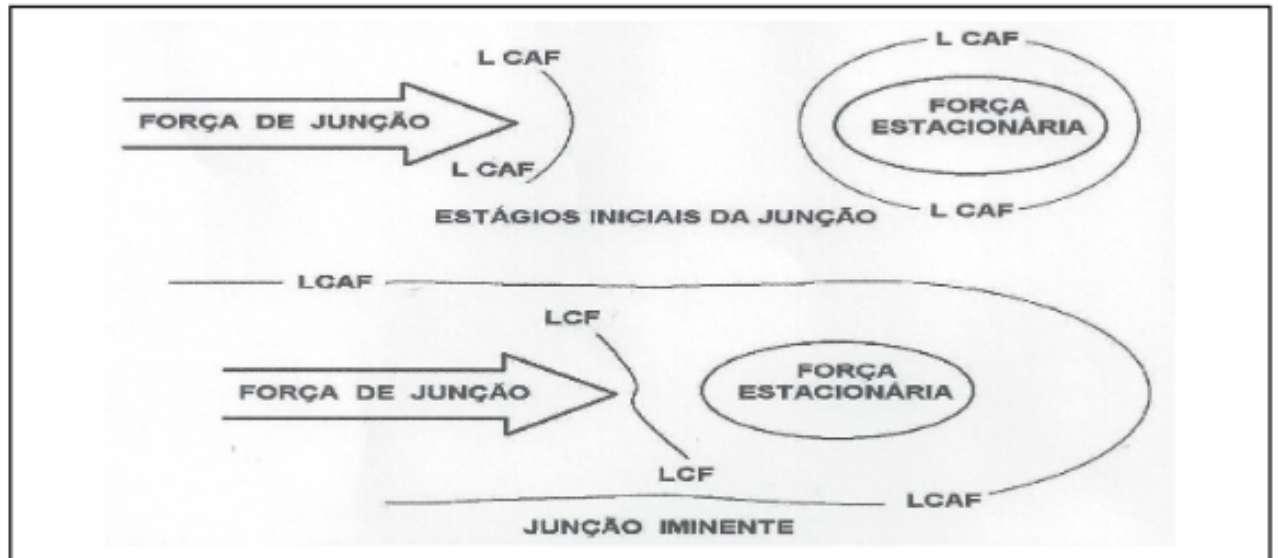 L CAF
L CAF
FORÇA DE JUNÇÃO
FORÇA
ESTACIONÁRIA
L CAF
L CAF
ESTÁGIOS INICIAIS DA JUNÇÃO
LCAF
LCF
FORÇA DE JUNÇÃO
FORÇA
ESTACIONÁRIA
LCF
LCAF
JUNÇÃO IMINENTE